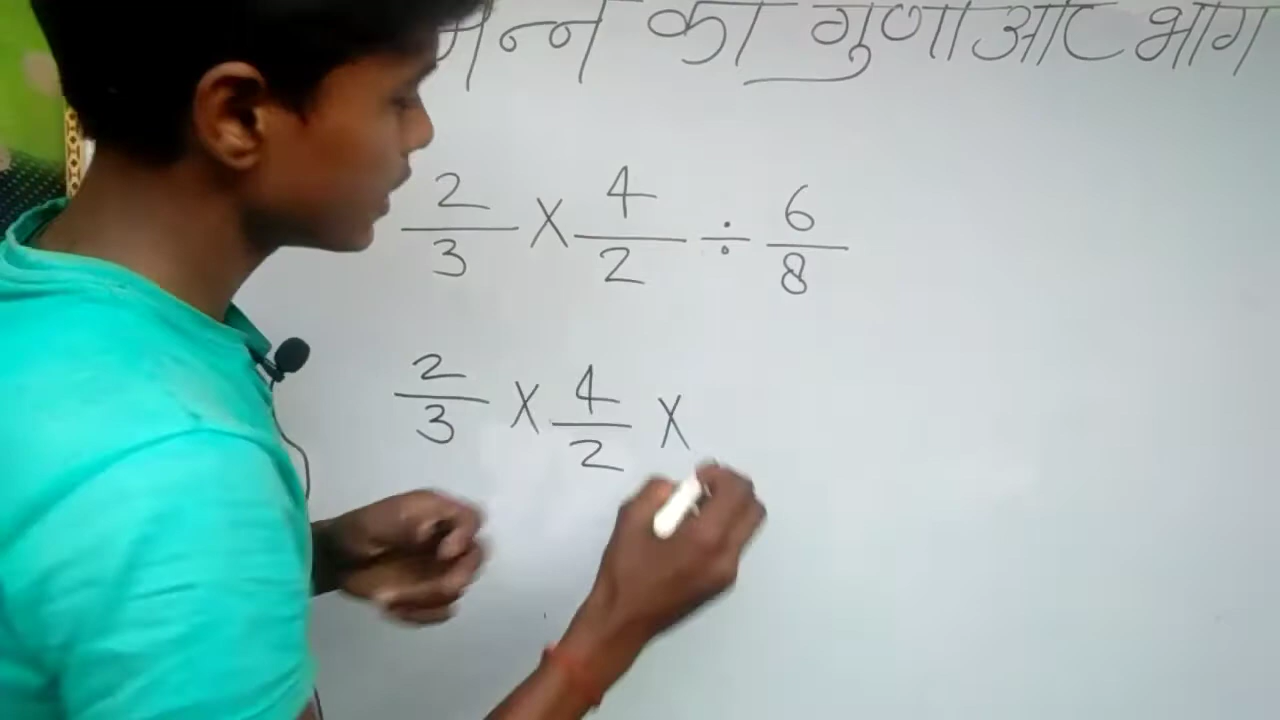 भिन्न का गुणा और भाग
2/3 × 4/2 ÷ 6/8
2/3 × 4/2 ×